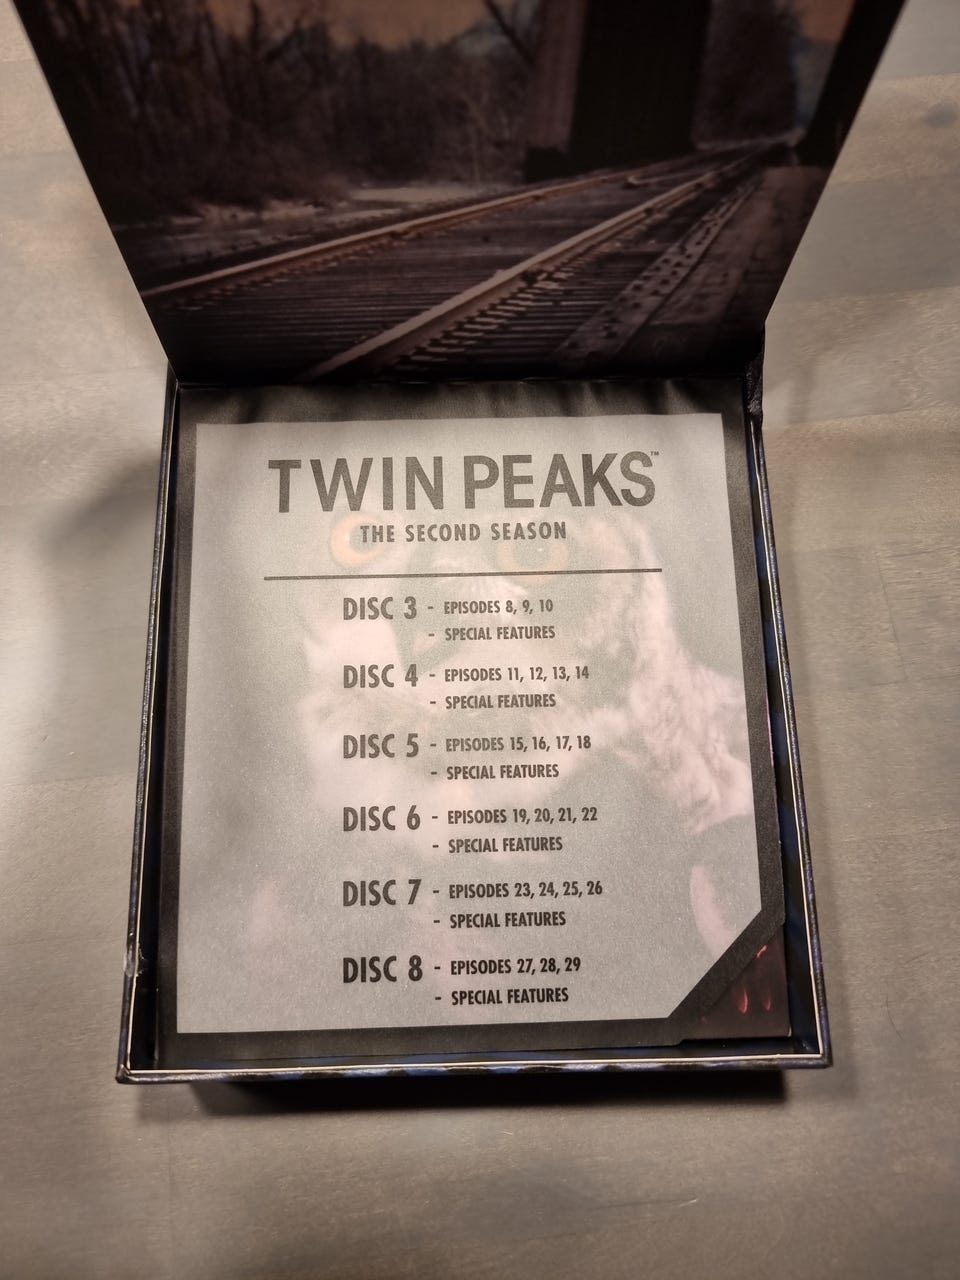 TWIN PEAKS™
THE SECOND SEASON
DISC 3 - EPISODES 8, 9, 10
- SPECIAL FEATURES
DISC 4 - EPISODES 11, 12, 13, 14
- SPECIAL FEATURES
DISC 5 - EPISODES 15, 16, 17, 18
- SPECIAL FEATURES
DISC 6 - EPISODES 19, 20, 21, 22
- SPECIAL FEATURES
DISC 7 - EPISODES 23, 24, 25, 26
- SPECIAL FEATURES
DISC 8 - EPISODES 27, 28, 29
- SPECIAL FEATURES